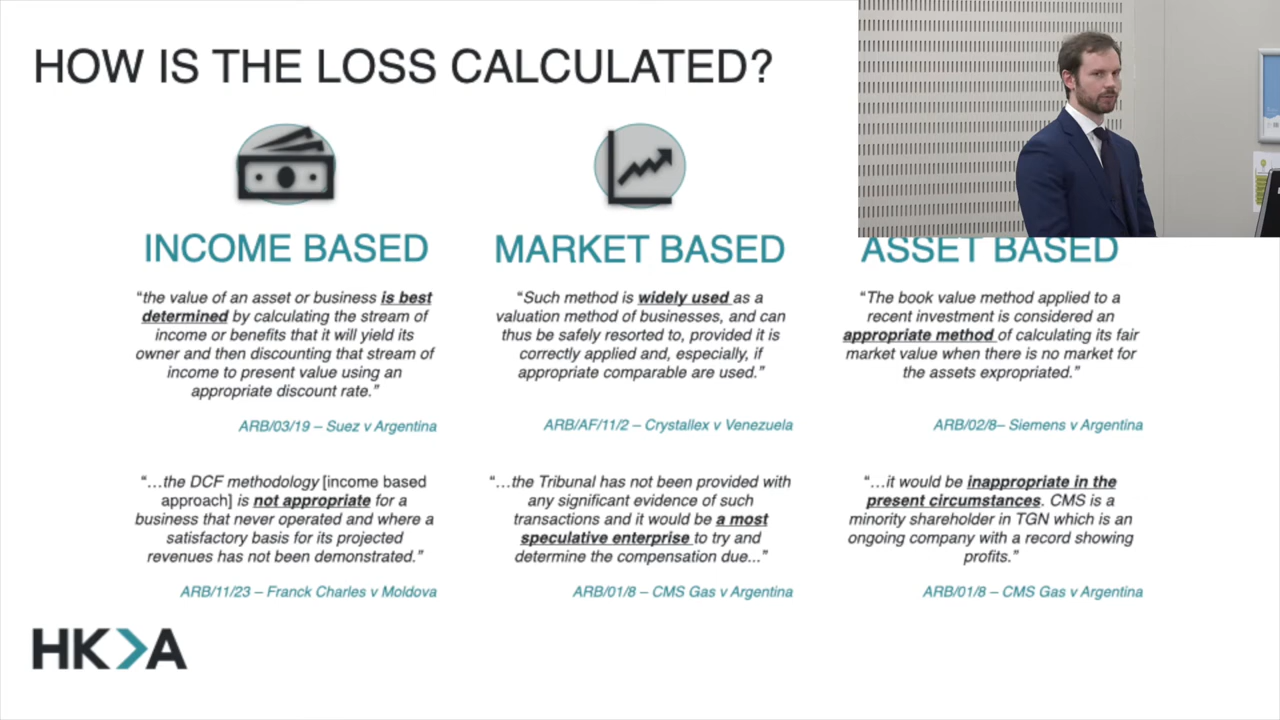 HOW IS THE LOSS CALCULATED?
INCOME BASED
“the value of an asset or business is best
determined by calculating the stream of
income or benefits that it will yield its
owner and then discounting that stream of
income to present value using an
appropriate discount rate.”
ARB/03/19 – Suez v Argentina
“…the DCF methodology [income based
approach] is not appropriate for a
business that never operated and where a
satisfactory basis for its projected
revenues has not been demonstrated.”
ARB/11/23 – Franck Charles v Moldova
MARKET BASED
“Such method is widely used as a
valuation method of businesses, and can
thus be safely resorted to, provided it is
correctly applied and, especially, if
appropriate comparable are used.”
ARB/AF/11/2 – Crystallex v Venezuela
“…the Tribunal has not been provided with
any significant evidence of such
transactions and it would be a most
speculative enterprise to try and
determine the compensation due...”
ARB/01/8 – CMS Gas v Argentina
ASSET BASED
“The book value method applied to a
recent investment is considered an
appropriate method of calculating its fair
market value when there is no market for
the assets expropriated.”
ARB/02/8– Siemens v Argentina
“…it would be inappropriate in the
present circumstances. CMS is a
minority shareholder in TGN which is an
ongoing company with a record showing
profits.”
ARB/01/8 – CMS Gas v Argentina
HKA